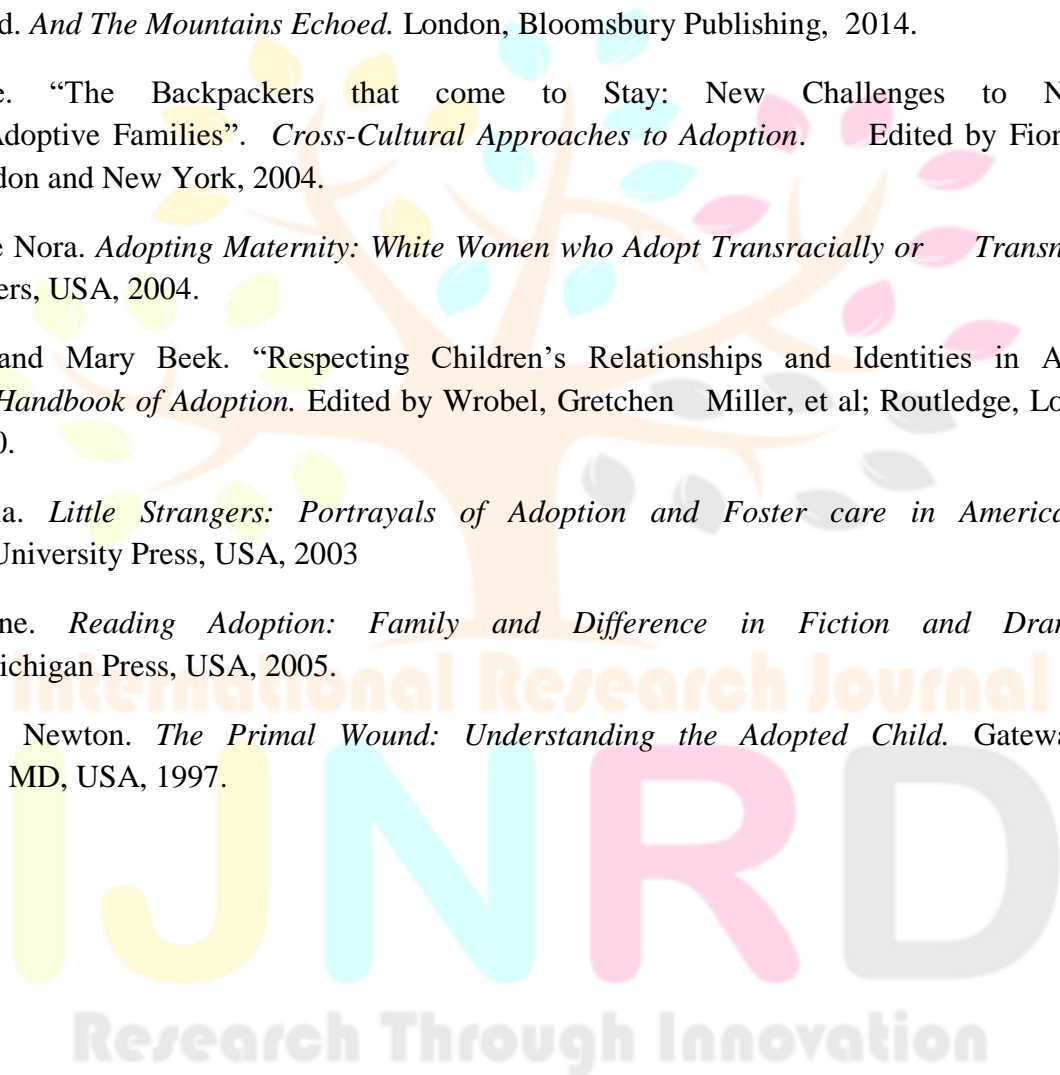 d. And The Mountains Echoed. London, Bloomsbury Publishing, 2014.
e. “The Backpackers that come to Stay: New Challenges to N
Adoptive Families”. Cross-Cultural Approaches to Adoption. Edited by Fion
don and New York, 2004.
e Nora. Adopting Maternity: White Women who Adopt Transracially or Transn
ers, USA, 2004.
and Mary Beek. “Respecting Children’s Relationships and Identities in A
Handbook of Adoption. Edited by Wrobel, Gretchen Miller, et al; Routledge, Lo
0.
ia. Little Strangers: Portrayals of Adoption and Foster care in America
University Press, USA, 2003
ne. Reading Adoption: Family and Difference in Fiction and Dran
ichigan Press, USA, 2005.
International Research Journal
Newton. The Primal Wound: Understanding the Adopted Child. Gatewa
MD, USA, 1997.
IJNRD
Research Through Innovation